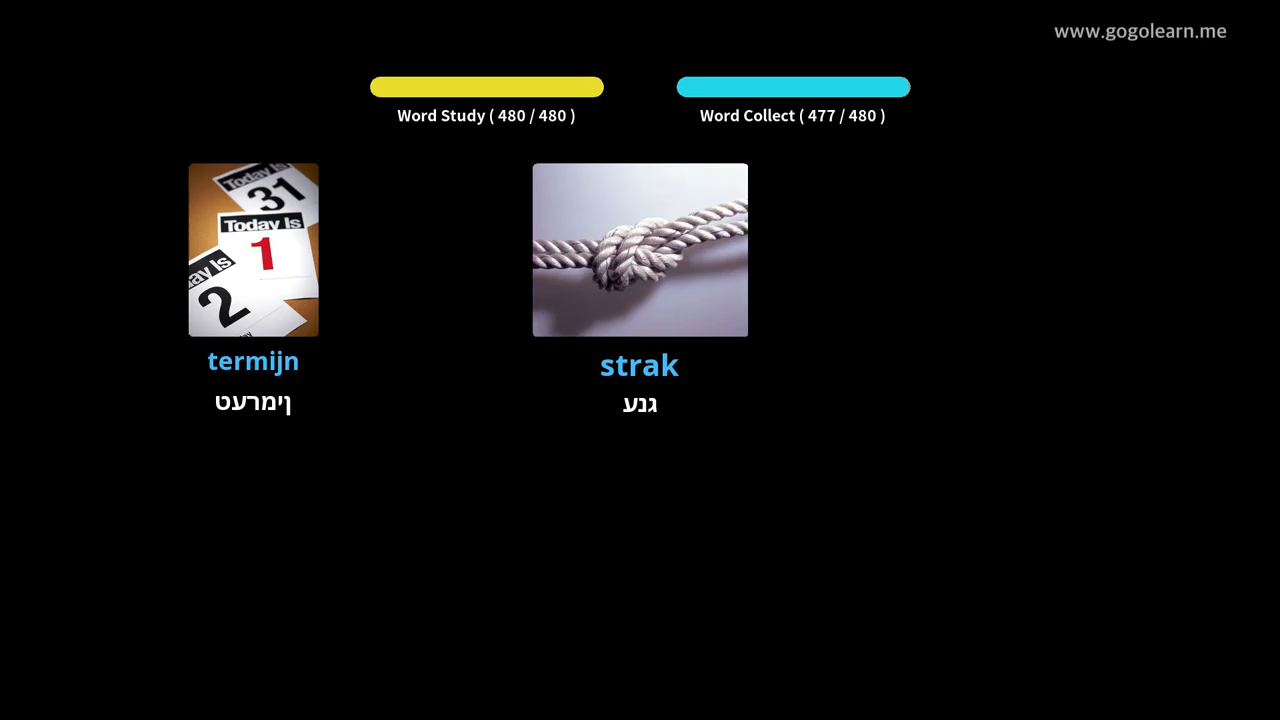 www.gogolearn.me
Word Study ( 480 / 480 )
Word Collect ( 477 / 480 )
Today Is
31
Today Is
1
ay Is
2
termijn
ןימרעט
strak
גנע